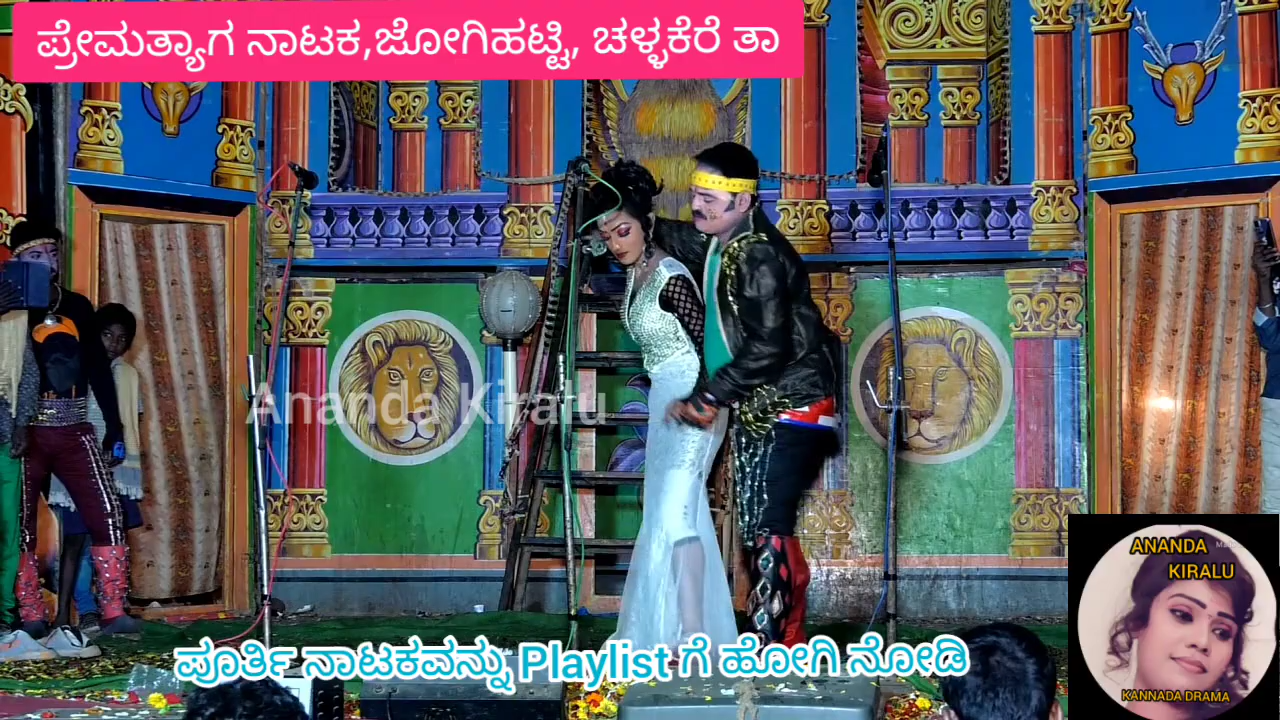 ಪ್ರೇಮತ್ಯಾಗ ನಾಟಕ,ಜೋಗಿಹಟ್ಟಿ, ಚಳ್ಳಕೆರೆ ತಾ
Ananda Kiralu
ANANDA
KIRALU
KANNADA DRAMA
ಪೂರ್ತಿ ನಾಟಕವನ್ನು Playlist ಗೆ ಹೋಗಿ ನೋಡಿ